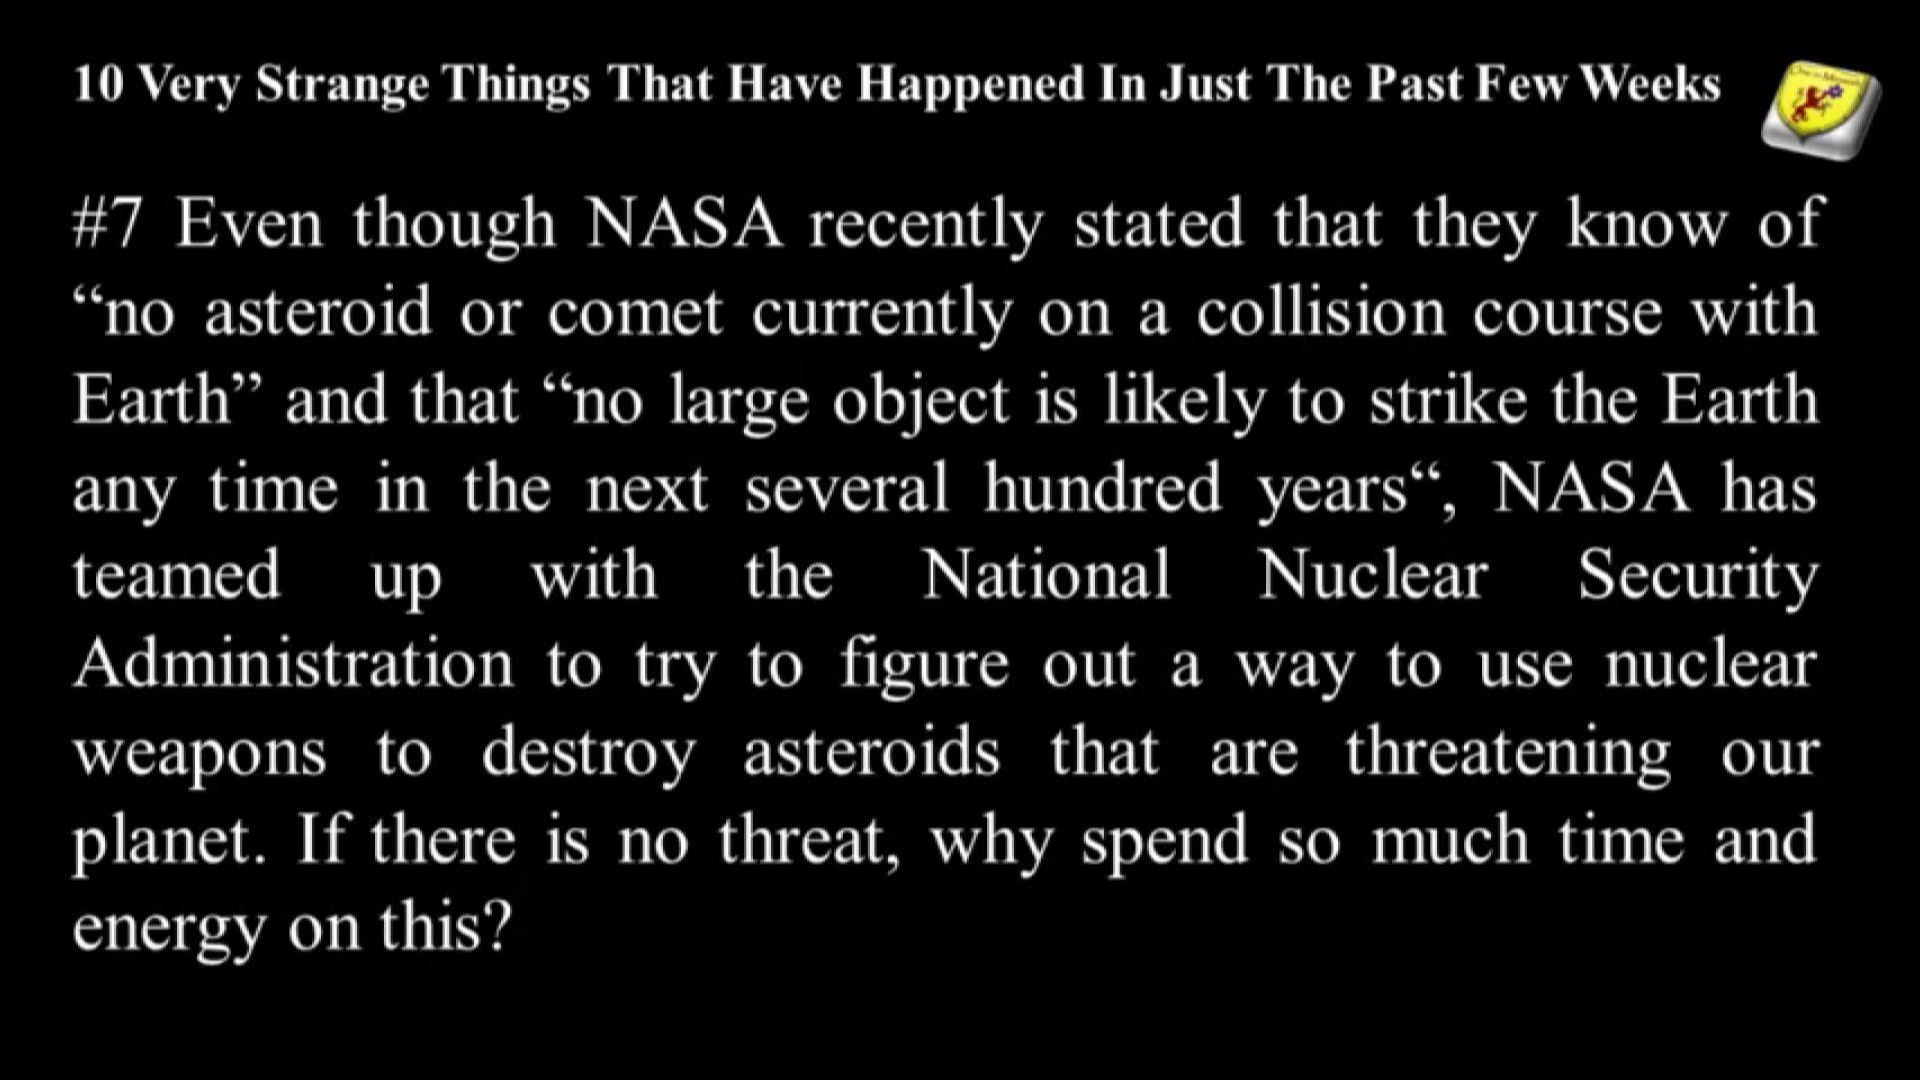 10 Very Strange Things That Have Happened In Just The Past Few Weeks
#7 Even though NASA recently stated that they know of
“no asteroid or comet currently on a collision course with
Earth” and that “no large object is likely to strike the Earth
any time in the next several hundred years“, NASA has
teamed up with the National Nuclear Security
Administration to try to figure out a way to use nuclear
weapons to destroy asteroids that are threatening our
planet. If there is no threat, why spend so much time and
energy on this?